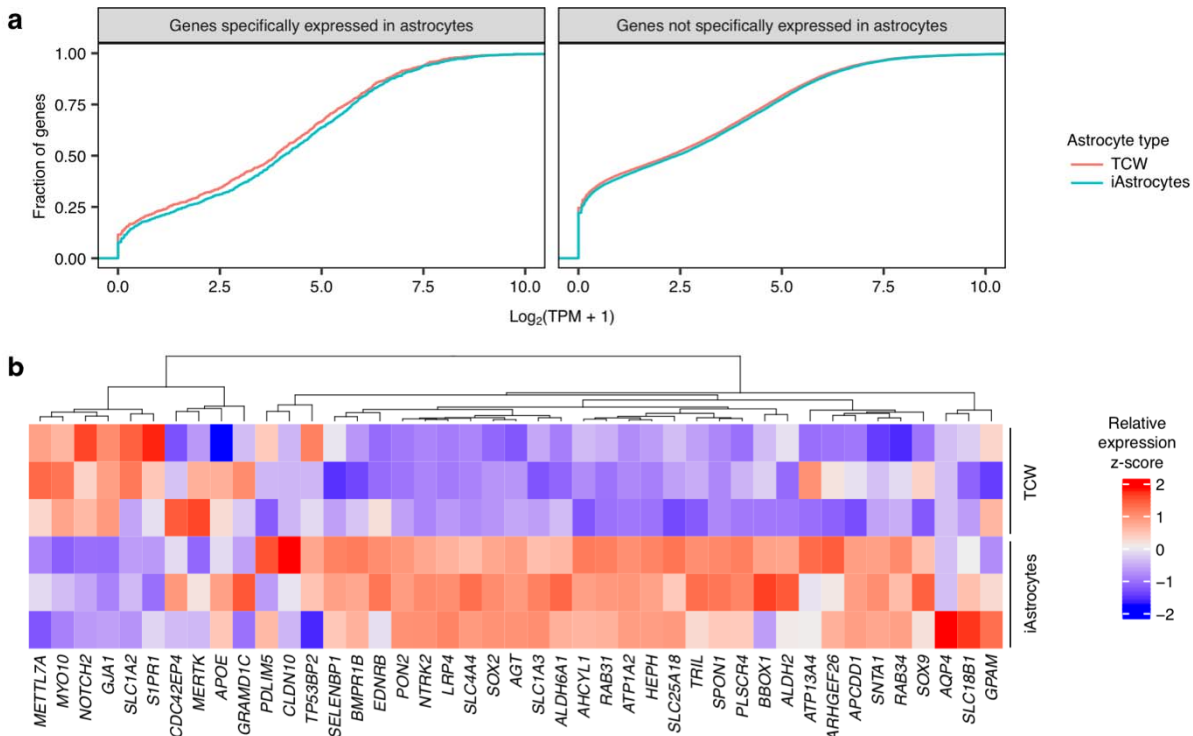 a
Genes specifically expressed in astrocytes
Genes not specifically expressed in astrocytes
1.00
0.75
0.50
0.25
0.00
Fraction of genes
0.0 2.5 5.0 7.5 10.0
0.0 2.5 5.0 7.5 10.0
Log2(TPM + 1)
Astrocyte type
TCW
iAstrocytes
b
TCW
iAstrocytes
METTL7A
MYO10
NOTCH2
GJA1
SLC1A2
S1PR1
CDC42EP4
MERTK
APOE
GRAMD1C
PDLIM5
CLDN10
TP53BP2
SELENBP1
BMPR1B
EDNRB
PON2
NTRK2
LRP4
SLC4A4
SOX2
AGT
SLC1A3
ALDH6A1
AHCYL1
RAB31
ATP1A2
HEPH
SLC25A18
TRIL
SPON1
PLSCR4
BBOX1
ALDH2
ATP13A4
ARHGEF26
APCDD1
SNTA1
RAB34
SOX9
AQP4
SLC18B1
GPAM
Relative
expression
z-score
2
1
0
−1
−2